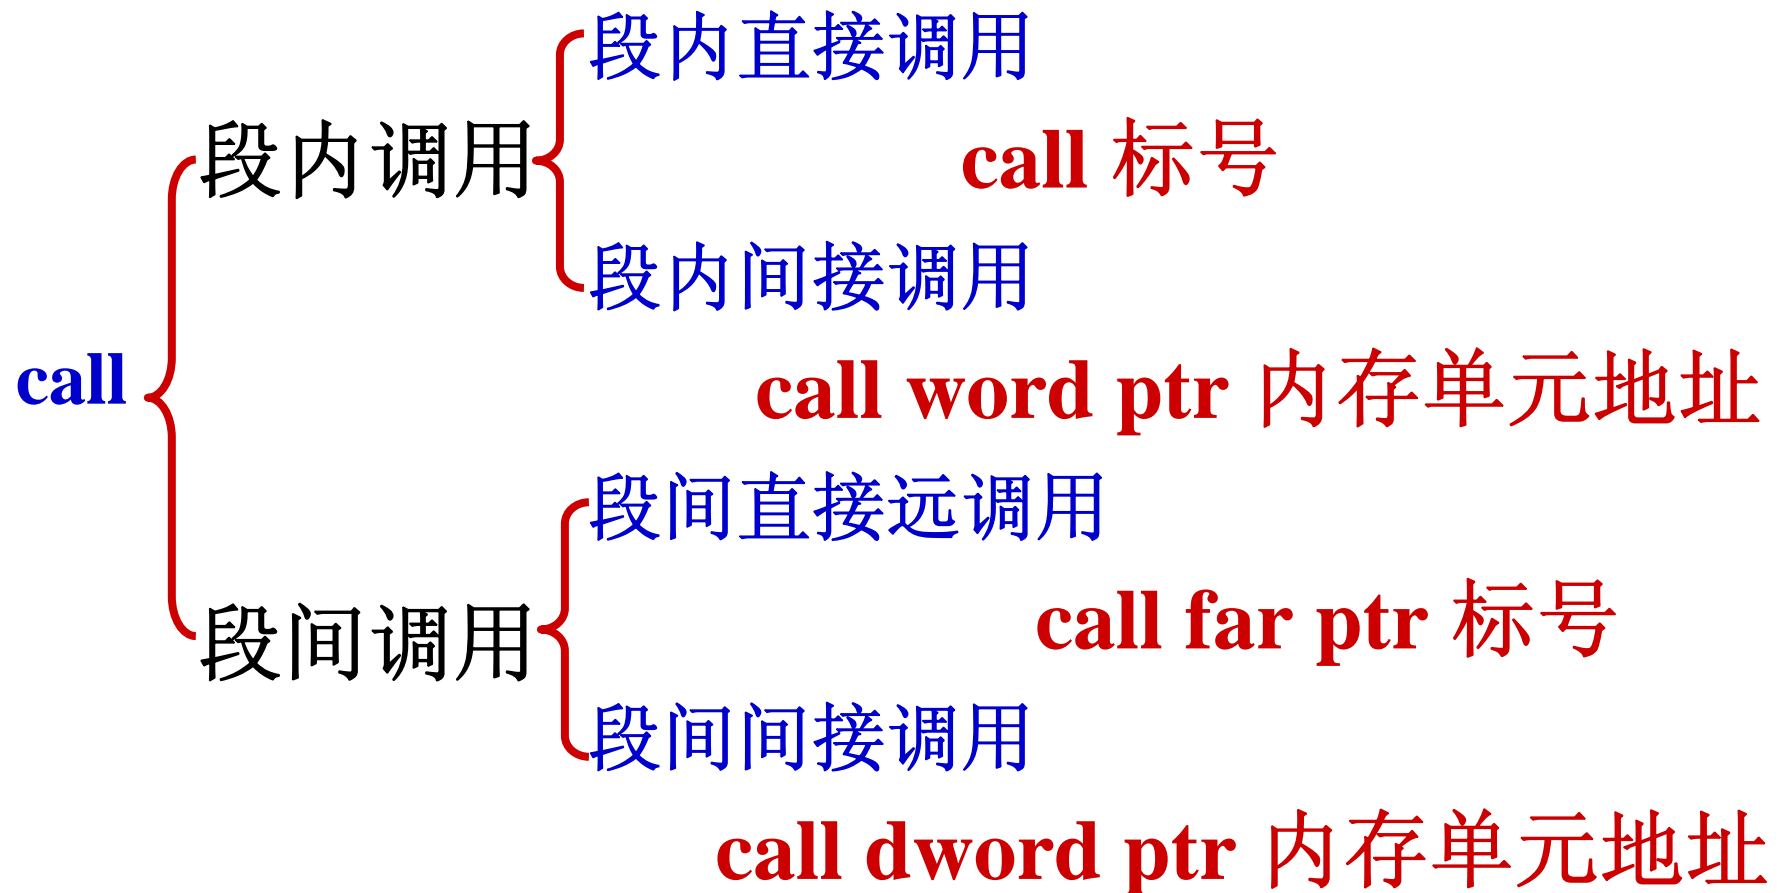 段内直接调用
段内调用
call 标号
段内间接调用
call
call word ptr 内存单元地址
段间直接远调用
段间调用
call far ptr 标号
段间间接调用
call dword ptr 内存单元地址